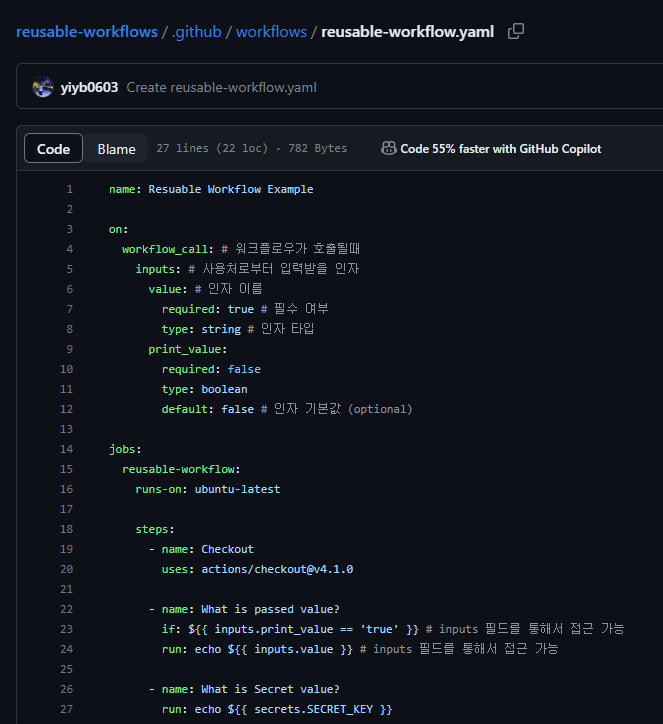 reusable-workflows / .github / workflows / reusable-workflow.yaml
yiyb0603 Create reusable-workflow.yaml
Code Blame 27 lines (22 loc) · 782 Bytes Code 55% faster with GitHub Copilot
1 name: Resuable Workflow Example
2
3 on:
4 workflow_call: # 워크플로우가 호출될때
5 inputs: # 사용처로부터 입력받을 인자
6 value: # 인자 이름
7 required: true # 필수 여부
8 type: string # 인자 타입
9 print_value:
10 required: false
11 type: boolean
12 default: false # 인자 기본값 (optional)
13
14 jobs:
15 reusable-workflow:
16 runs-on: ubuntu-latest
17
18 steps:
19 - name: Checkout
20 uses: actions/checkout@v4.1.0
21
22 - name: What is passed value?
23 if: ${{ inputs.print_value == 'true' }} # inputs 필드를 통해서 접근 가능
24 run: echo ${{ inputs.value }} # inputs 필드를 통해서 접근 가능
25
26 - name: What is Secret value?
27 run: echo ${{ secrets.SECRET_KEY }}